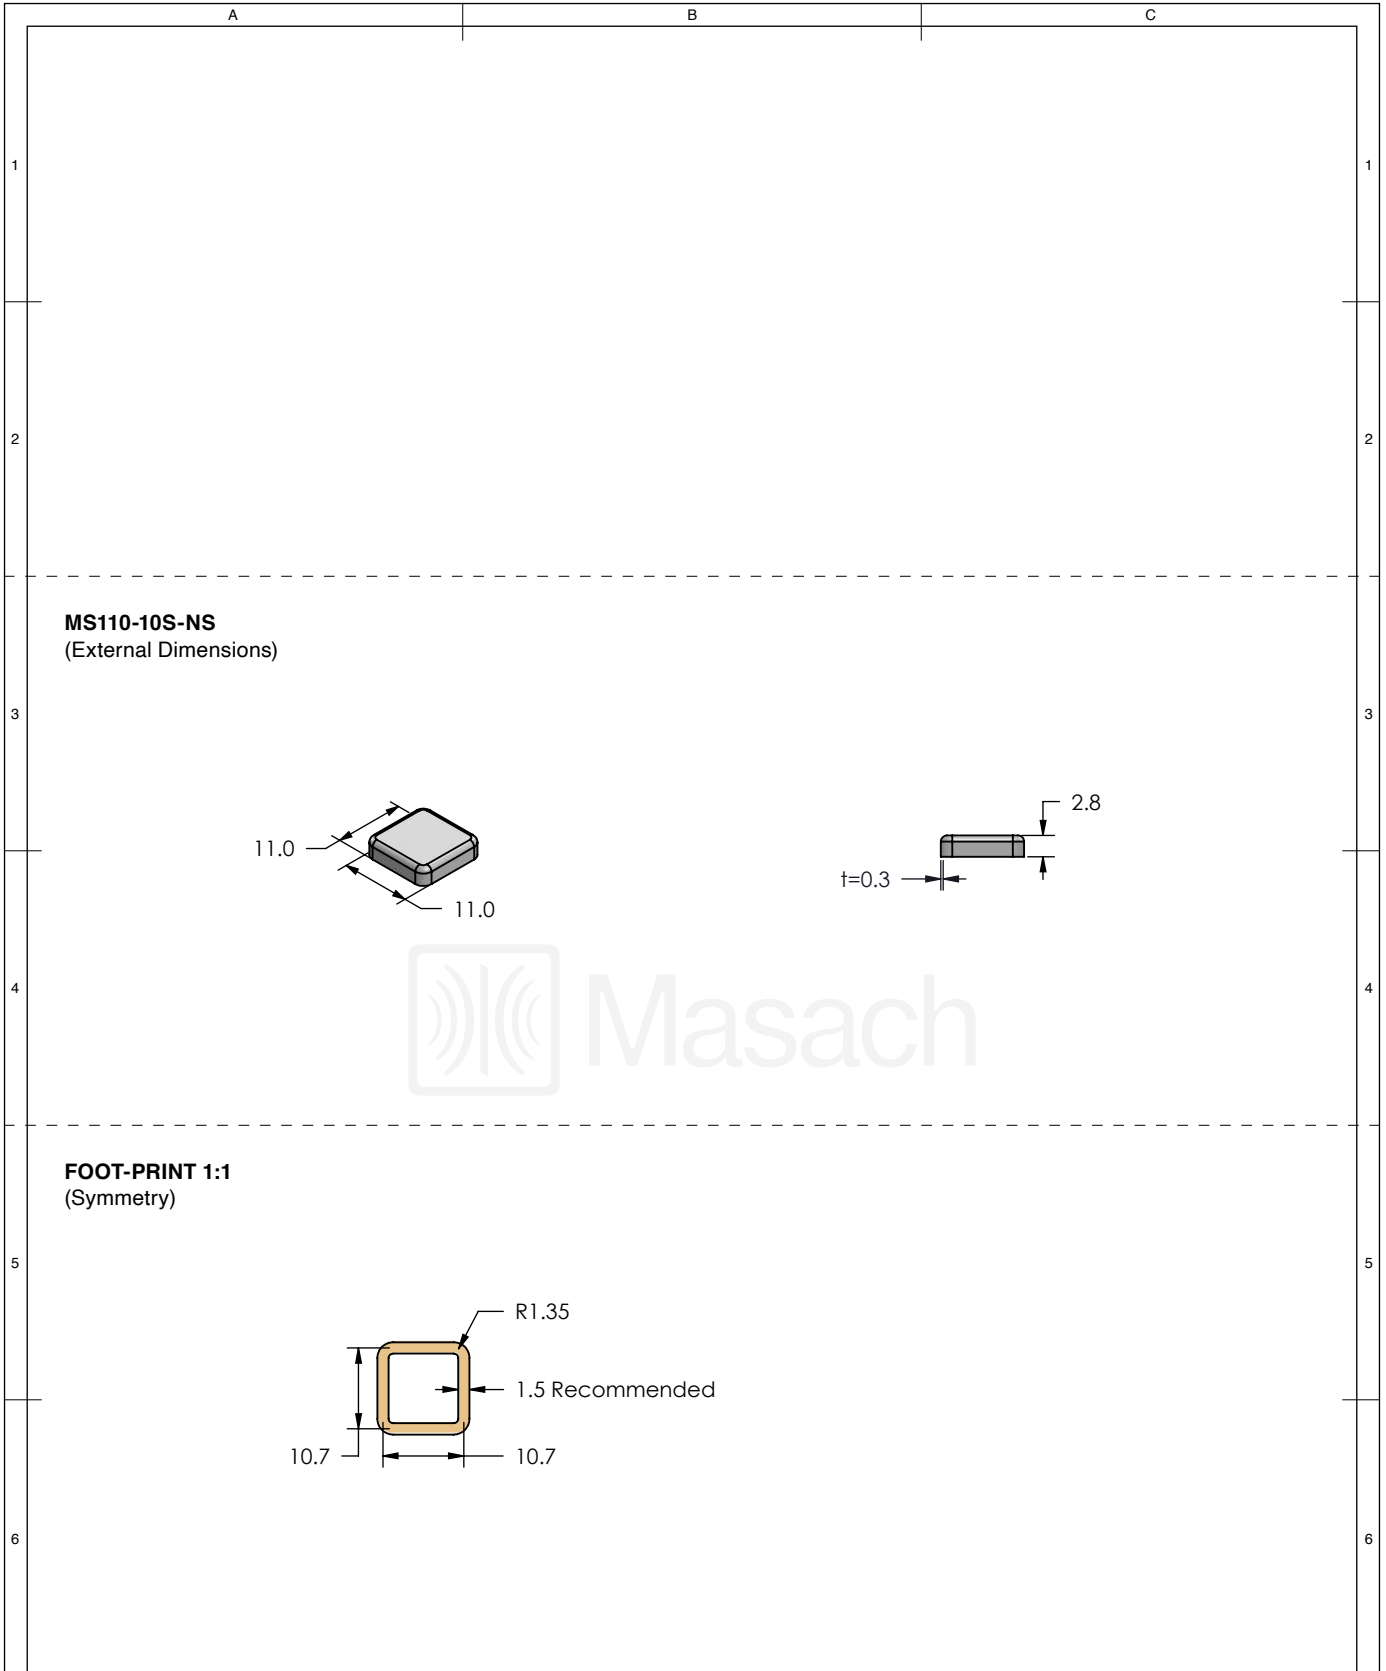 A
B
C
1
1
2
2
MS110-10S-NS
(External Dimensions)
3
3
2.8
11.0
t=0.3
11.0
4
4
Masach
FOOT-PRINT 1:1
(Symmetry)
5
5
R1.35
1.5 Recommended
10.7
10.7
6
6